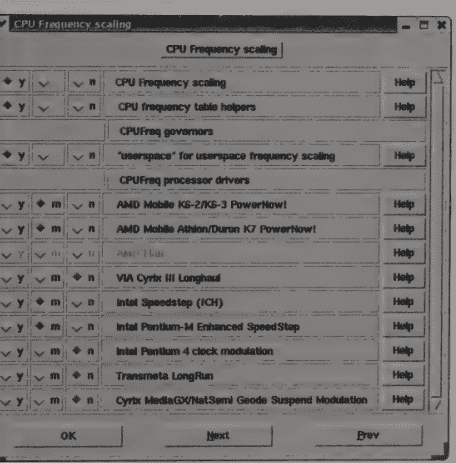 CPU Frequency scaling
CPU Frequency scaling
y n CPU Frequency scaling Help
y n CPU frequency table helpers Help
CPUFreq governors
y n "userspace" for userspace frequency scaling Help
CPUFreq processor drivers
y m n AMD Mobile K6-2/K6-3 PowerNow! Help
y m n AMD Mobile Athlon/Duron K7 PowerNow! Help
y m n Help
y m n VIA Cyrix III Longhaul Help
y m n Intel Speedstep (ICH) Help
y m n Intel Pentium-M Enhanced SpeedStep Help
y m n Intel Pentium 4 clock modulation Help
y m n Transmeta LongRun Help
y m n Cyrix MediaGX/NatSemi Geode Suspend Modulation Help
OK Next Prev